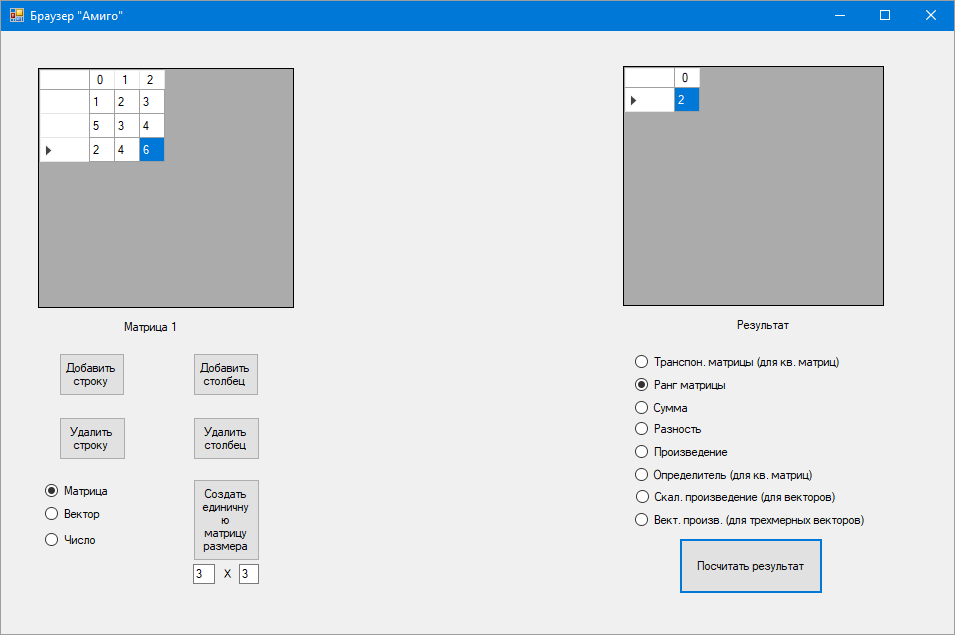 Браузер "Амиго"
0 1 2
1 2 3
5 3 4
2 4 6
Матрица 1
Добавить
строку
Добавить
столбец
Удалить
строку
Удалить
столбец
Матрица
Вектор
Число
Создать
единичну
ю
матрицу
размера
3 X 3
0
2
Результат
Транспон. матрицы (для кв. матриц)
Ранг матрицы
Сумма
Разность
Произведение
Определитель (для кв. матриц)
Скал. произведение (для векторов)
Вект. произв. (для трехмерных векторов)
Посчитать результат